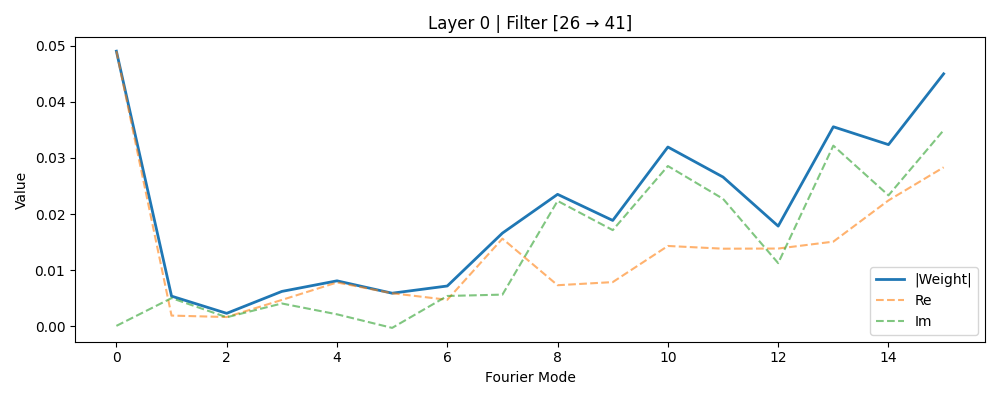 Layer 0 | Filter [26 → 41]
Value
0.05
0.04
0.03
0.02
0.01
0.00
0 2 4 6 8 10 12 14
Fourier Mode
|Weight|
Re
Im